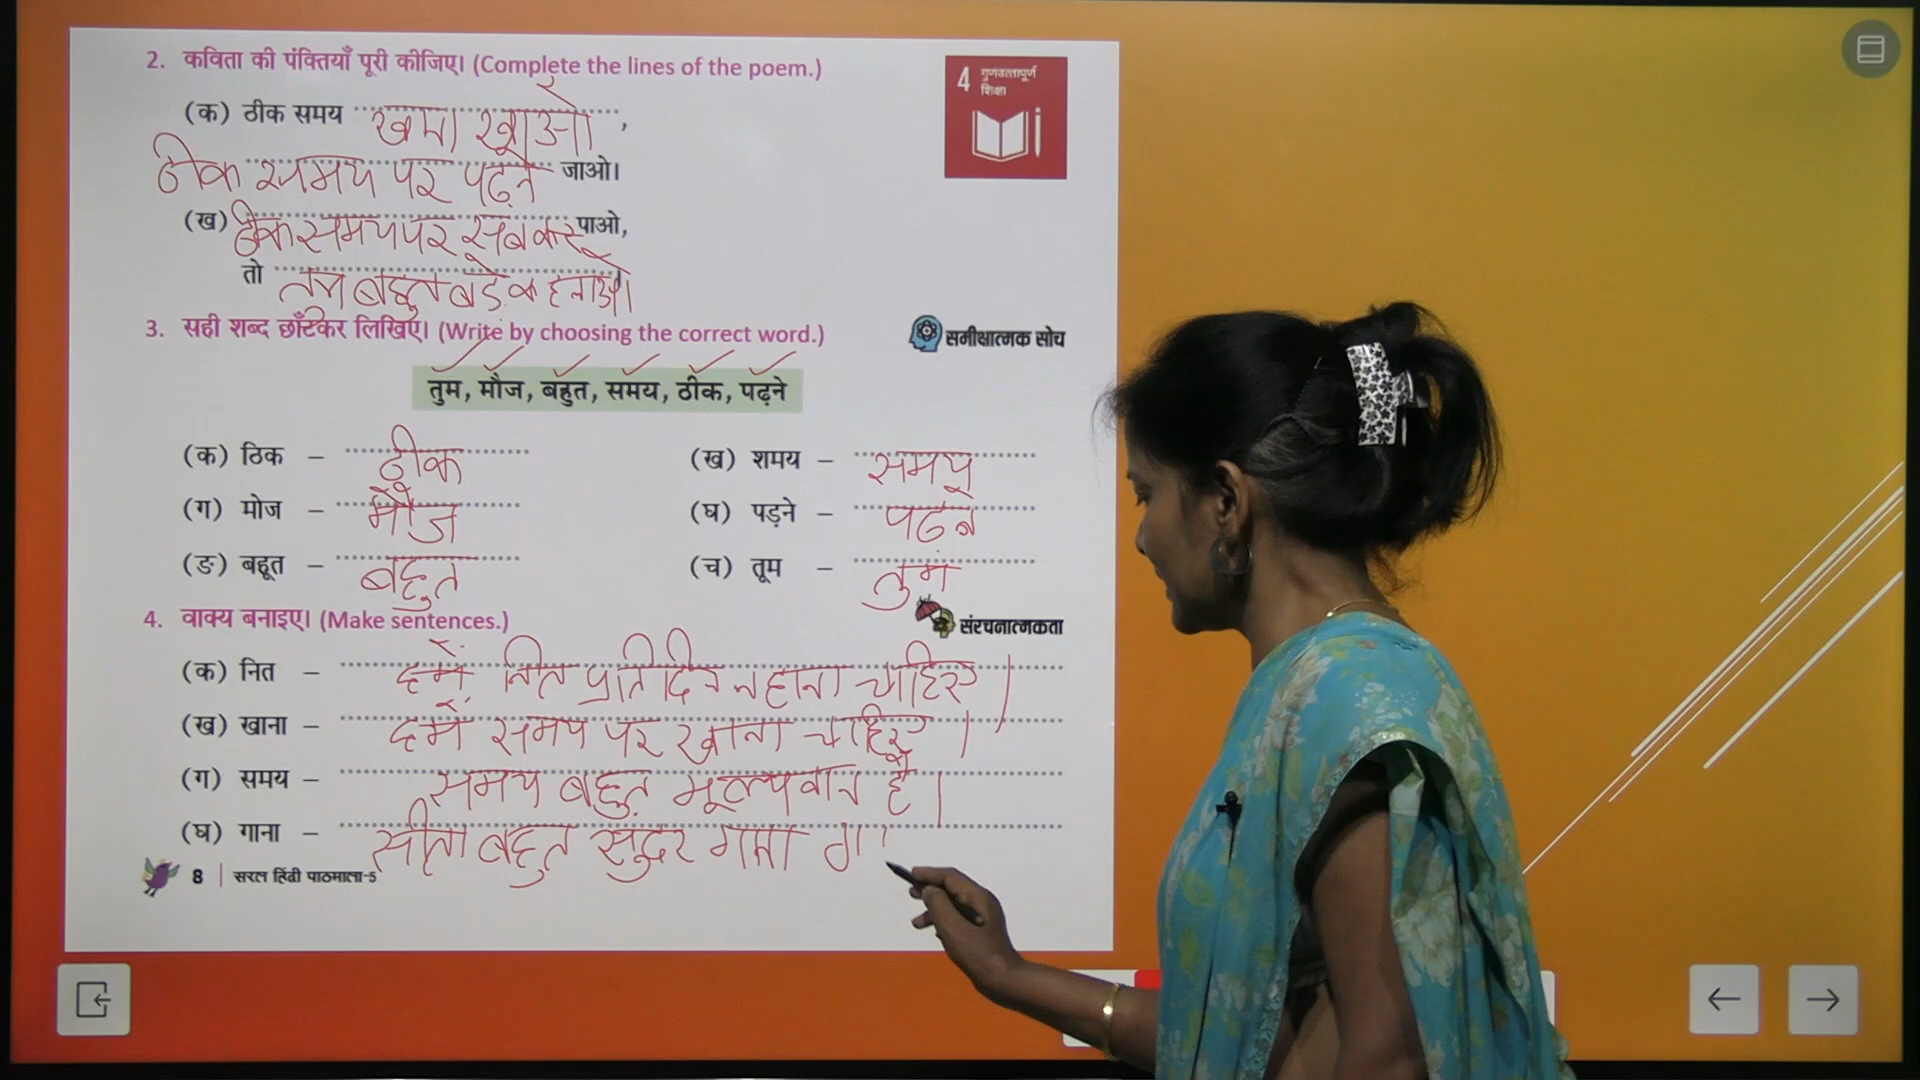 2. कविता की पंक्तियाँ पूरी कीजिए। (Complete the lines of the poem.)
4 गुणवत्तापूर्ण
शिक्षा
(क) ठीक समय खाना खाओ,
ठीक समय पर पढ़ने जाओ।
(ख) ठीक समय पर सब कर पाओ,
तो तुम बहुत बड़े कहलाओ।
3. सही शब्द छाँटकर लिखिए। (Write by choosing the correct word.) समीक्षात्मक सोच
तुम, मौज, बहुत, समय, ठीक, पढ़ने
(क) ठिक – ठीक (ख) शमय – समय
(ग) मोज – मौज (घ) पड़ने – पढ़ने
(ङ) बहूत – बहुत (च) तूम – तुम
4. वाक्य बनाइए। (Make sentences.) संरचनात्मकता
(क) नित – हमें नित प्रतिदिन नहाना चाहिए।
(ख) खाना – हमें समय पर खाना चाहिए।
(ग) समय – समय बहुत मूल्यवान है।
(घ) गाना – सीता बहुत सुंदर गाना गा
8 | सरल हिंदी पाठमाला-5